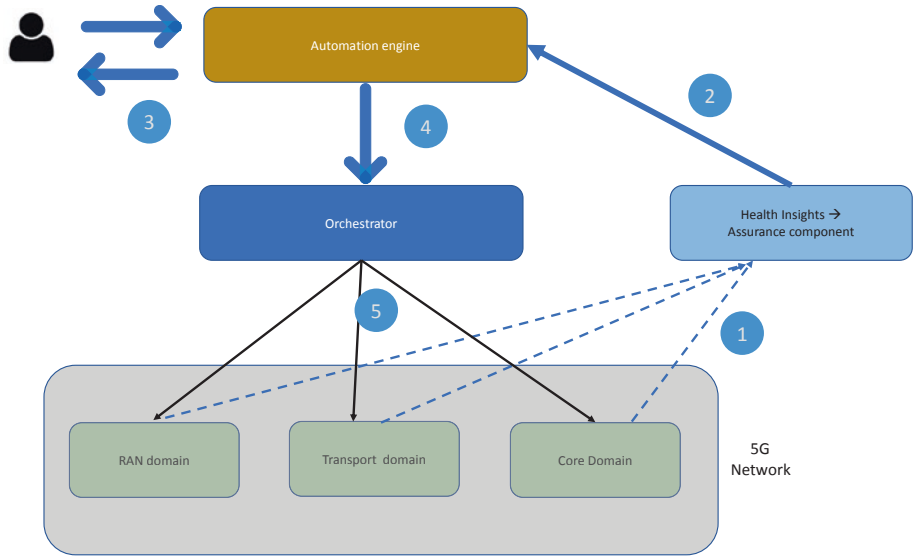 Automation engine
2
3
4
Orchestrator
Health Insights →
Assurance component
5
1
RAN domain
Transport domain
Core Domain
5G
Network